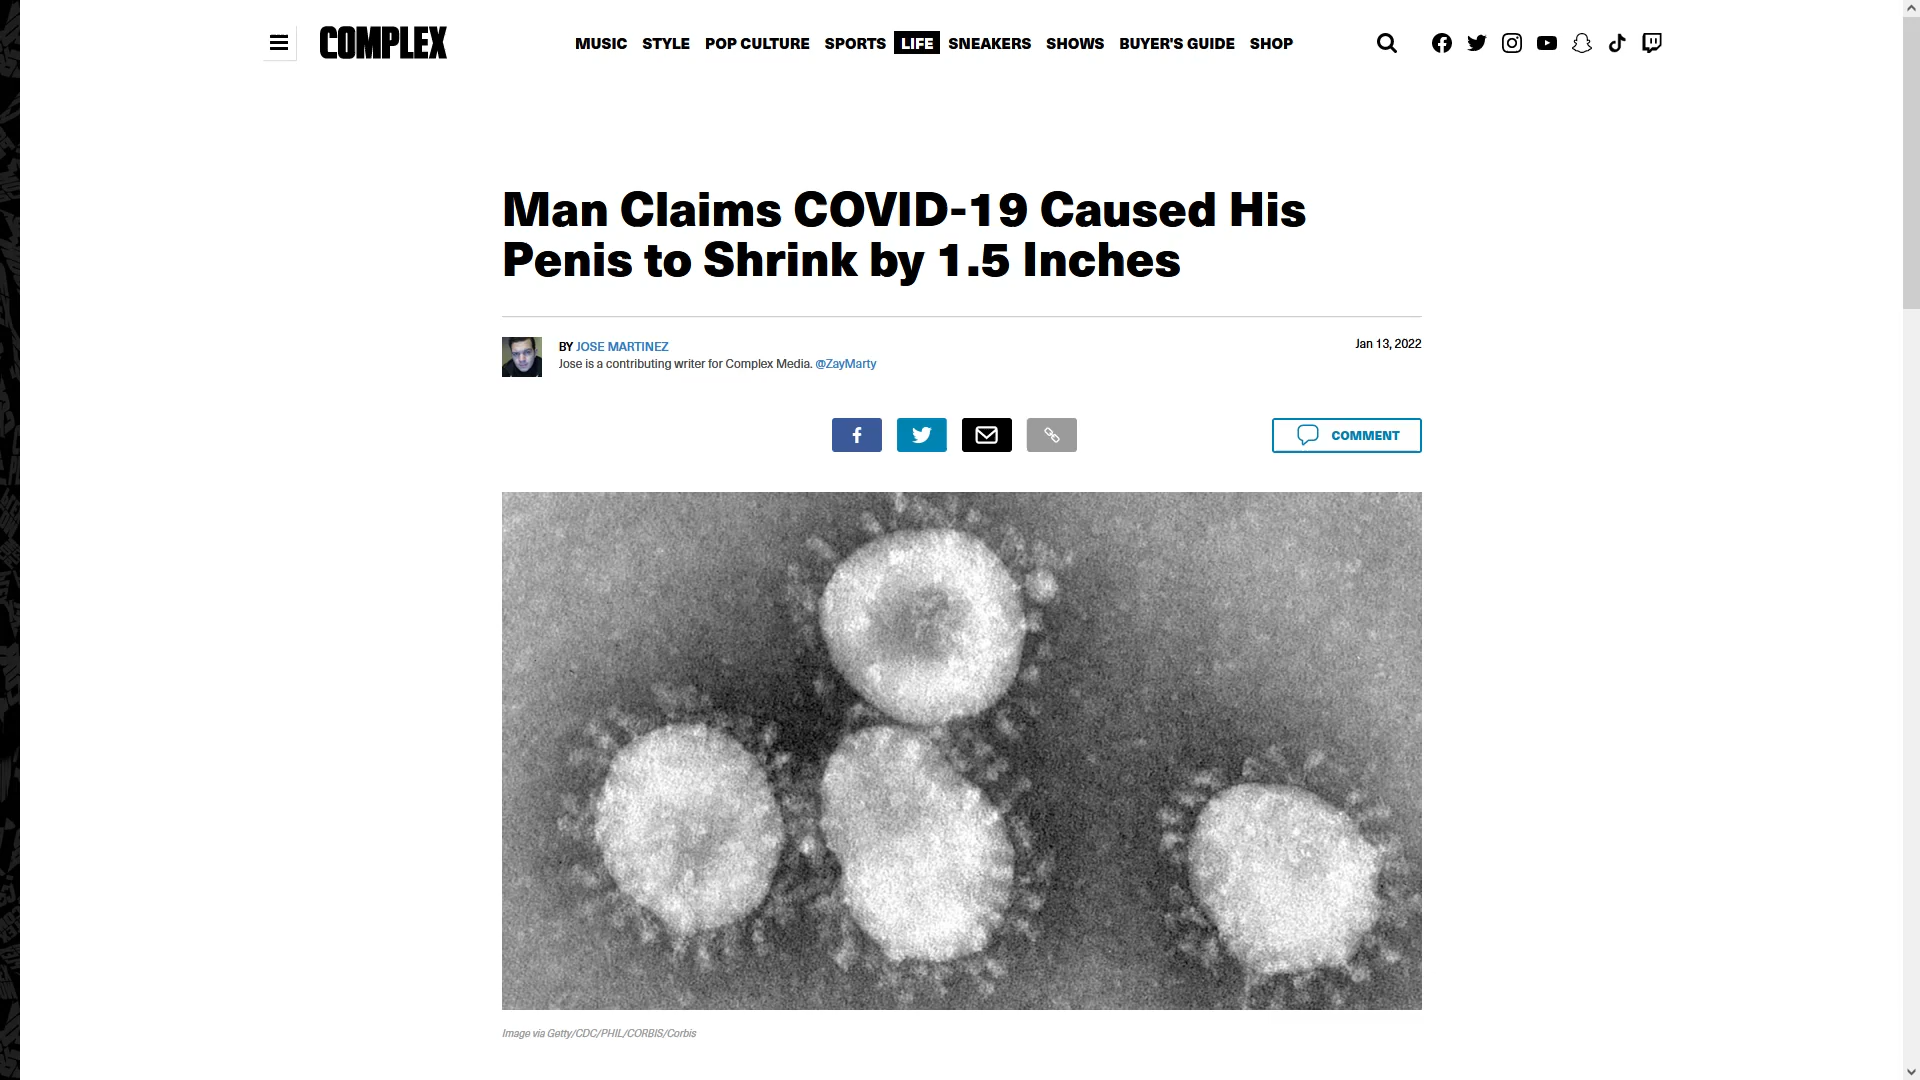 COMPLEX
MUSIC STYLE POP CULTURE SPORTS LIFE SNEAKERS SHOWS BUYER'S GUIDE SHOP
Man Claims COVID-19 Caused His
Penis to Shrink by 1.5 Inches
BY JOSE MARTINEZ
Jose is a contributing writer for Complex Media. @ZayMarty
Jan 13, 2022
COMMENT
Image via Getty/CDC/PHIL/CORBIS/Corbis